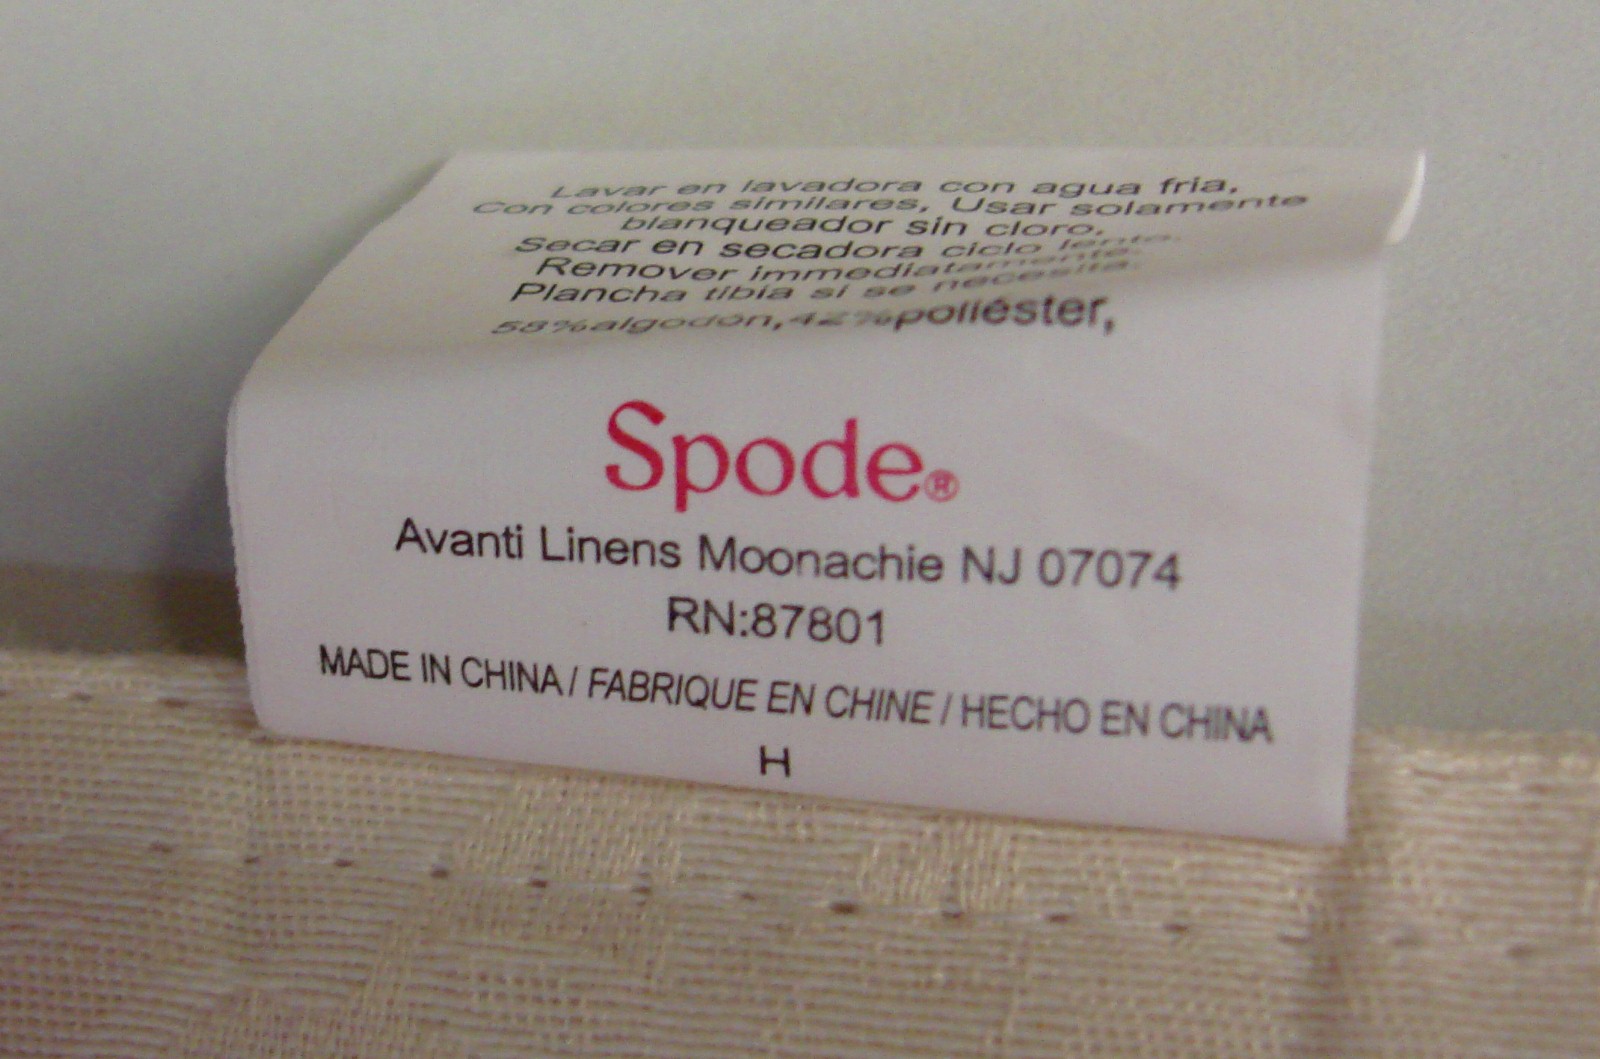 Lavar en lavadora con agua fria,
Con colores similares, Usar solamente
blanqueador sin cloro,
Secar en secadora ciclo lento.
Remover immediatamente.
Plancha tibia si se necesita.
58%algodón,42%poliéster,
Spode®
Avanti Linens Moonachie NJ 07074
RN:87801
MADE IN CHINA / FABRIQUE EN CHINE / HECHO EN CHINA
H